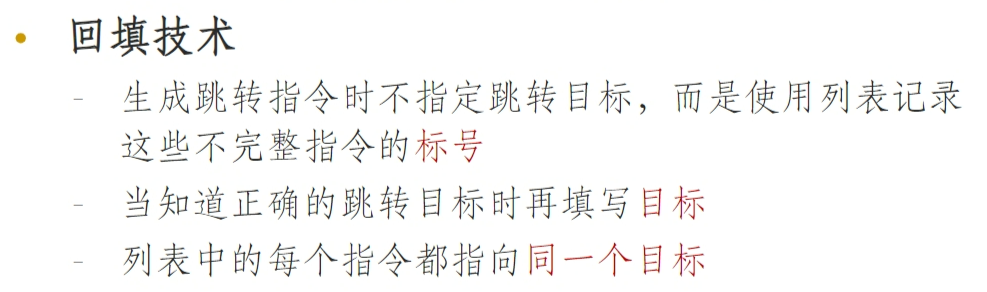 • 回填技术
- 生成跳转指令时不指定跳转目标，而是使用列表记录
这些不完整指令的标号
- 当知道正确的跳转目标时再填写目标
- 列表中的每个指令都指向同一个目标